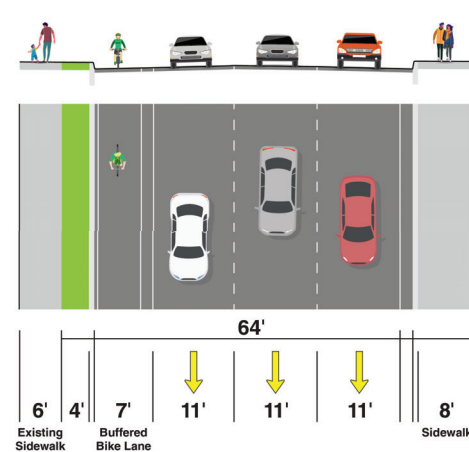 64'
6' 4' 7' 11' 11' 11' 8'
Existing
Sidewalk
Buffered
Bike Lane
Sidewalk